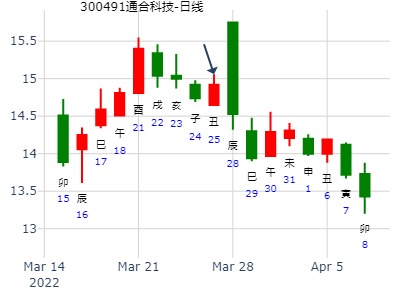 300491通合科技-日线
15.5
15
14.5
14
13.5
13
卯
15
辰
16
巳
17
午
18
酉
21
戌
22
亥
23
子
24
丑
25
辰
28
巳
29
午
30
未
31
申
1
丑
6
寅
7
卯
8
Mar 14
2022
Mar 21
Mar 28
Apr 5